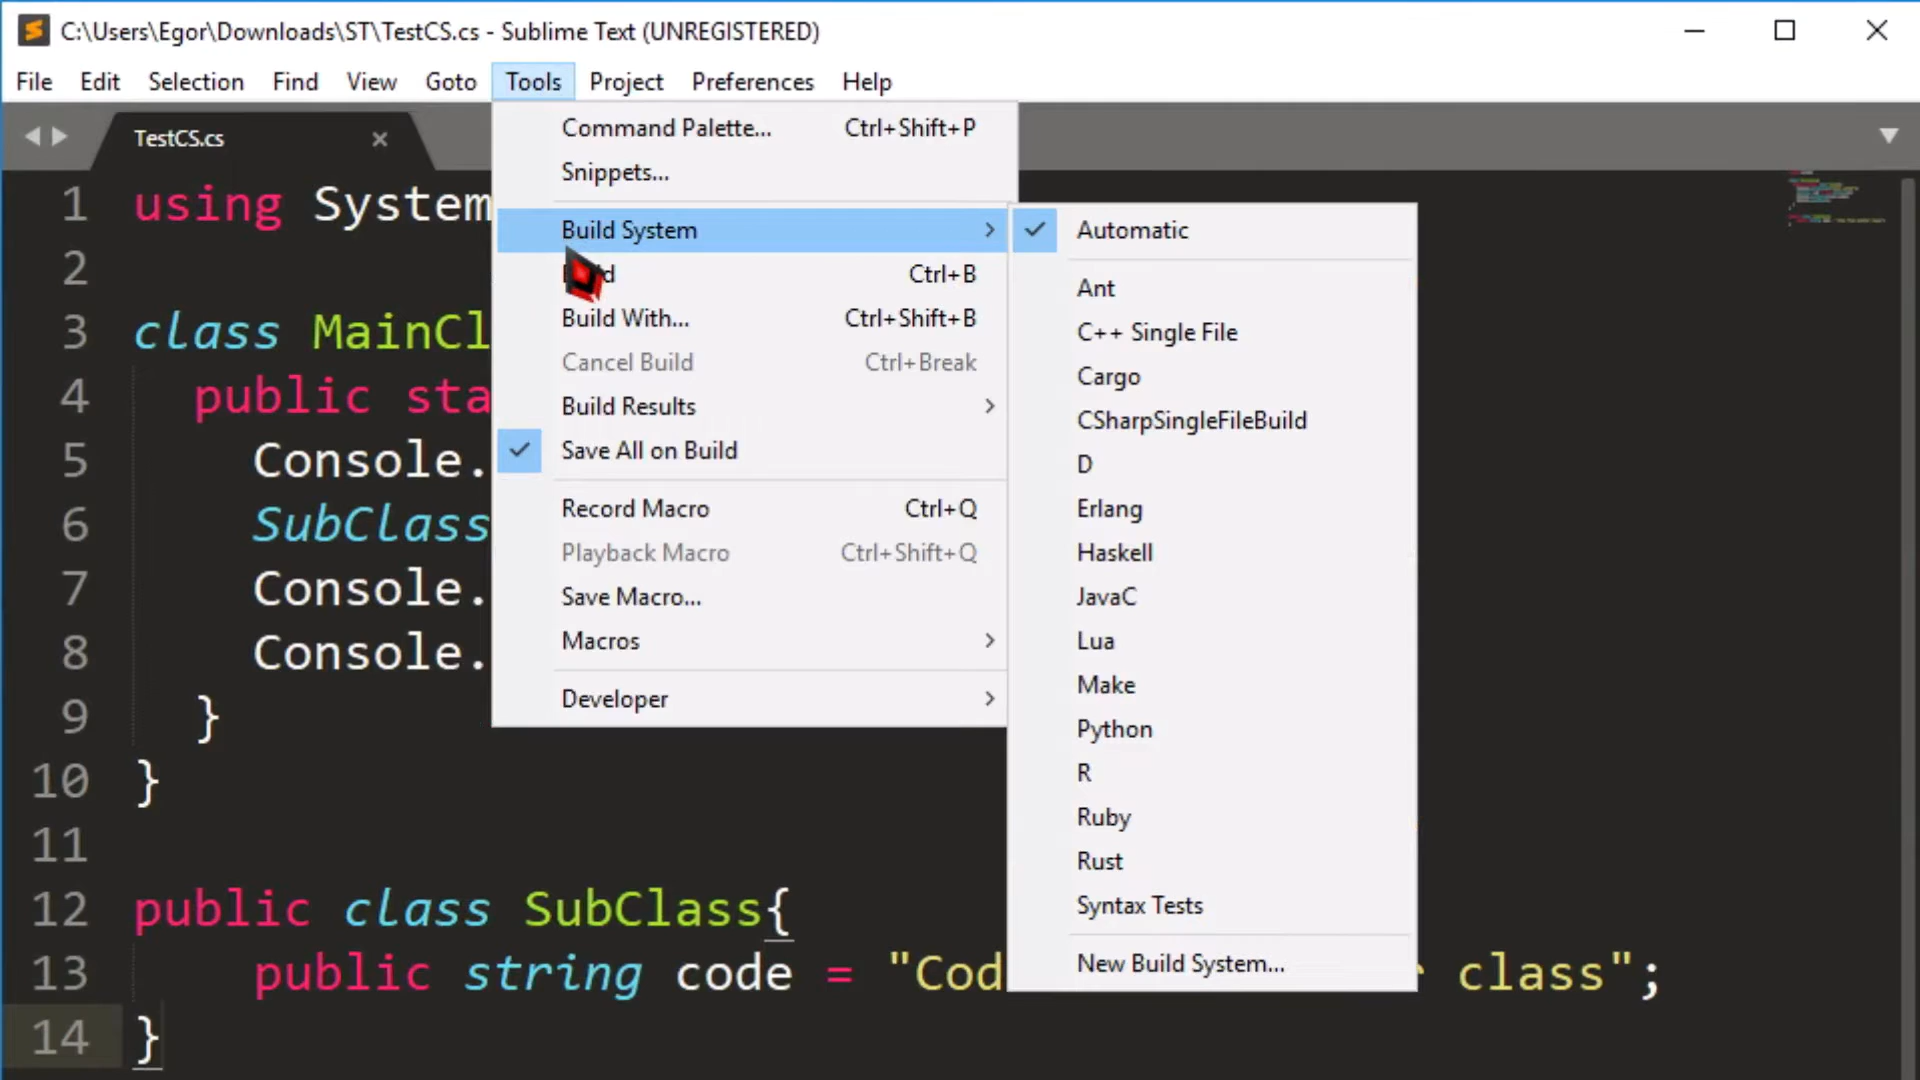 C:\Users\Egor\Downloads\ST\TestCS.cs - Sublime Text (UNREGISTERED)
File Edit Selection Find View Goto Tools Project Preferences Help
TestCS.cs
Command Palette... Ctrl+Shift+P
Snippets...
Build System
Ctrl+B
Build With... Ctrl+Shift+B
Cancel Build Ctrl+Break
Build Results
Save All on Build
Record Macro Ctrl+Q
Playback Macro Ctrl+Shift+Q
Save Macro...
Macros
Developer
Automatic
Ant
C++ Single File
Cargo
CSharpSingleFileBuild
D
Erlang
Haskell
JavaC
Lua
Make
Python
R
Ruby
Rust
Syntax Tests
New Build System...
1 using System
2
3 class MainCl
4 public sta
5 Console.
6 SubClass
7 Console.
8 Console.
9 }
10 }
11
12 public class SubClass{
13 public string code = "Cod class";
14 }